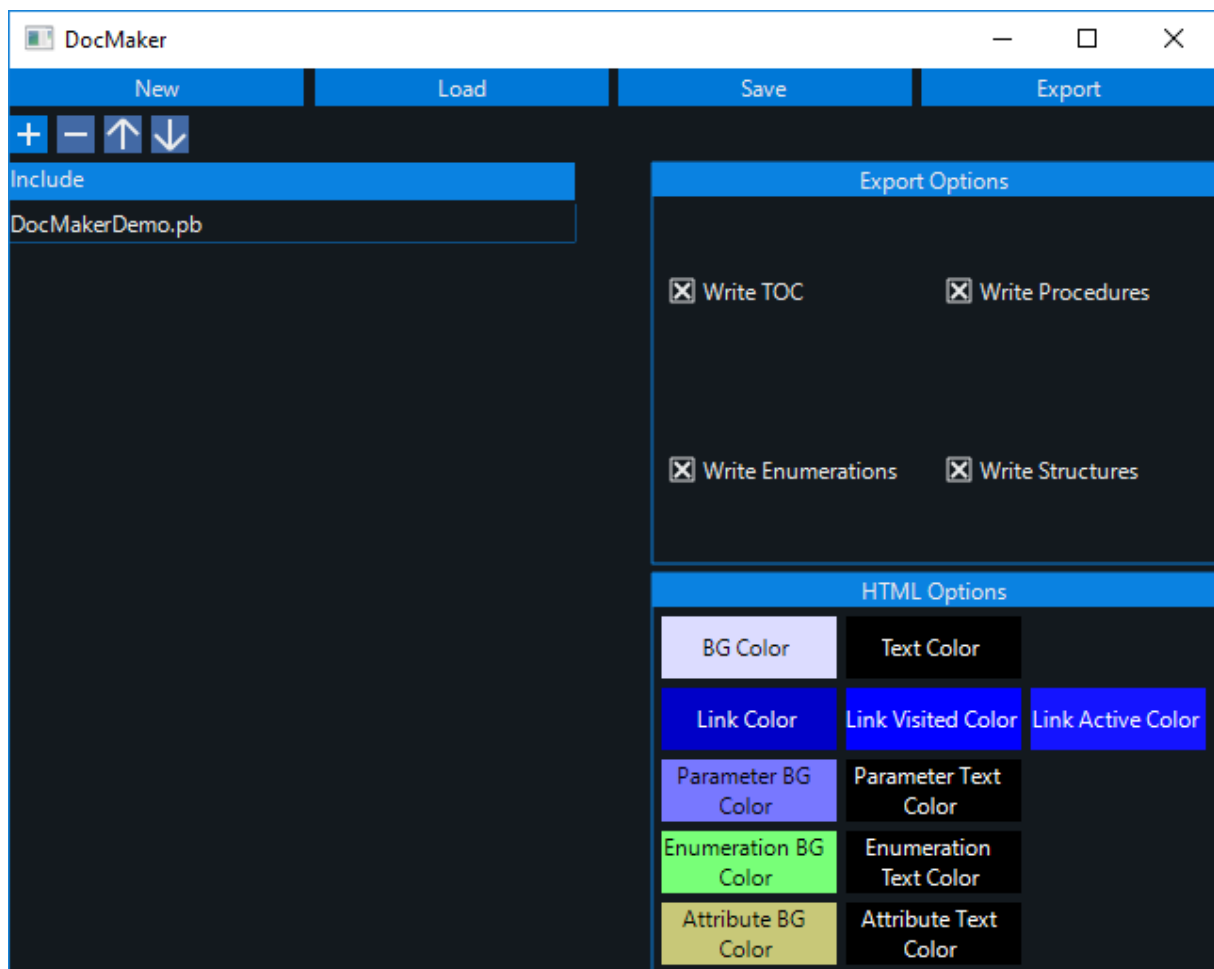 DocMaker
New
Load
Save
Export
Include
DocMakerDemo.pb
Export Options
Write TOC
Write Procedures
Write Enumerations
Write Structures
HTML Options
BG Color
Text Color
Link Color
Link Visited Color
Link Active Color
Parameter BG
Color
Parameter Text
Color
Enumeration BG
Color
Enumeration
Text Color
Attribute BG
Color
Attribute Text
Color